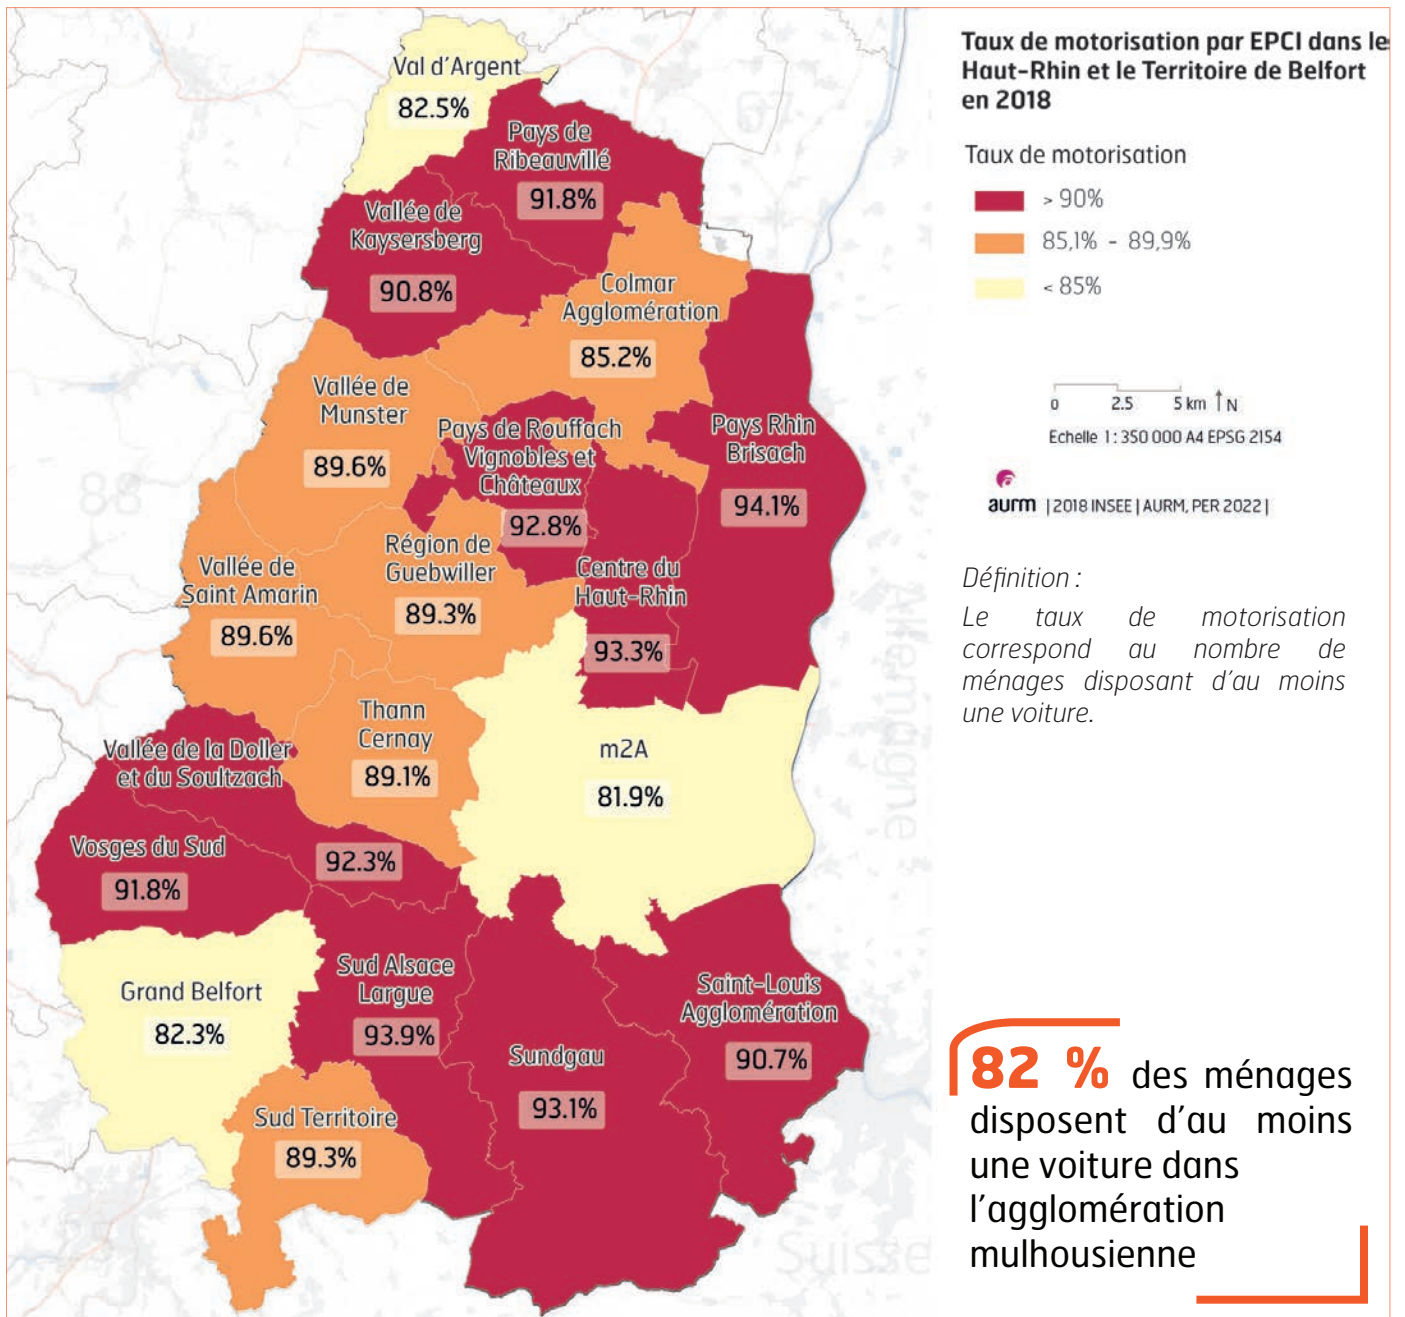 Val d'Argent
82.5%
Pays de
Ribeauvillé
91.8%
Vallée de
Kaysersberg
90.8%
Colmar
Agglomération
85.2%
Vallée de
Munster
89.6%
Pays de Rouffach
Vignobles et
Châteaux
92.8%
Pays Rhin
Brisach
94.1%
Région de
Guebwiller
89.3%
Centre du
Haut-Rhin
93.3%
Vallée de
Saint Amarin
89.6%
Thann
Cernay
89.1%
m2A
81.9%
Vallée de la Doller
et du Soultzach
92.3%
Vosges du Sud
91.8%
Grand Belfort
82.3%
Sud Alsace
Largue
93.9%
Sundgau
93.1%
Saint-Louis
Agglomération
90.7%
Sud Territoire
89.3%
67
88
Allemagne
Suisse
Taux de motorisation par EPCI dans le
Haut-Rhin et le Territoire de Belfort
en 2018
Taux de motorisation
> 90%
85,1% - 89,9%
< 85%
0 2.5 5 km N
Echelle 1 : 350 000 A4 EPSG 2154
aurm | 2018 INSEE | AURM, PER 2022 |
Définition :
Le taux de motorisation
correspond au nombre de
ménages disposant d'au moins
une voiture.
82 % des ménages
disposent d'au moins
une voiture dans
l'agglomération
mulhousienne